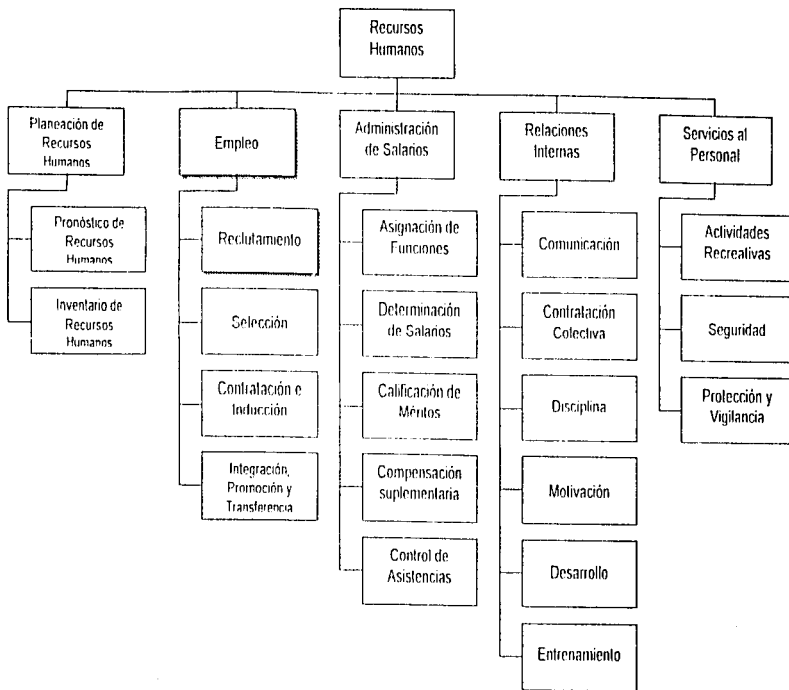 Recursos
Humanos
Planeación de
Recursos
Humanos
Pronóstico de
Recursos
Humanos
Inventario de
Recursos
Humanos
Empleo
Reclutamiento
Selección
Contratación e
Inducción
Integración,
Promoción y
Transferencia
Administración
de Salarios
Asignación de
Funciones
Determinación
de Salarios
Calificación de
Méritos
Compensación
suplementaria
Control de
Asistencias
Relaciones
Internas
Comunicación
Contratación
Colectiva
Disciplina
Motivación
Desarrollo
Entrenamiento
Servicios al
Personal
Actividades
Recreativas
Seguridad
Protección y
Vigilancia